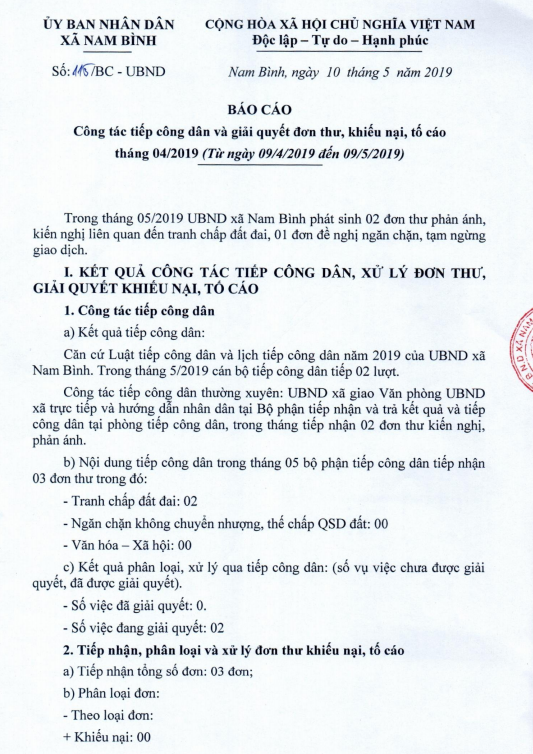 ỦY BAN NHÂN DÂN
XÃ NAM BÌNH
CỘNG HÒA XÃ HỘI CHỦ NGHĨA VIỆT NAM
Độc lập – Tự do – Hạnh phúc
Số: 115/BC - UBND
Nam Bình, ngày 10 tháng 5 năm 2019
BÁO CÁO
Công tác tiếp công dân và giải quyết đơn thư, khiếu nại, tố cáo
tháng 04/2019 (Từ ngày 09/4/2019 đến 09/5/2019)
Trong tháng 05/2019 UBND xã Nam Bình phát sinh 02 đơn thư phản ánh,
kiến nghị liên quan đến tranh chấp đất đai, 01 đơn đề nghị ngăn chặn, tạm ngừng
giao dịch.
I. KẾT QUẢ CÔNG TÁC TIẾP CÔNG DÂN, XỬ LÝ ĐƠN THƯ,
GIẢI QUYẾT KHIẾU NẠI, TỐ CÁO
1. Công tác tiếp công dân
a) Kết quả tiếp công dân:
Căn cứ Luật tiếp công dân và lịch tiếp công dân năm 2019 của UBND xã
Nam Bình. Trong tháng 5/2019 cán bộ tiếp công dân tiếp 02 lượt.
Công tác tiếp công dân thường xuyên: UBND xã giao Văn phòng UBND
xã trực tiếp và hướng dẫn nhân dân tại Bộ phận tiếp nhận và trả kết quả và tiếp
công dân tại phòng tiếp công dân, trong tháng tiếp nhận 02 đơn thư kiến nghị,
phản ánh.
b) Nội dung tiếp công dân trong tháng 05 bộ phận tiếp công dân tiếp nhận
03 đơn thư trong đó:
- Tranh chấp đất đai: 02
- Ngăn chặn không chuyển nhượng, thế chấp QSD đất: 00
- Văn hóa – Xã hội: 00
c) Kết quả phân loại, xử lý qua tiếp công dân: (số vụ việc chưa được giải
quyết, đã được giải quyết).
- Số việc đã giải quyết: 0.
- Số việc đang giải quyết: 02
2. Tiếp nhận, phân loại và xử lý đơn thư khiếu nại, tố cáo
a) Tiếp nhận tổng số đơn: 03 đơn;
b) Phân loại đơn:
- Theo loại đơn:
+ Khiếu nại: 00